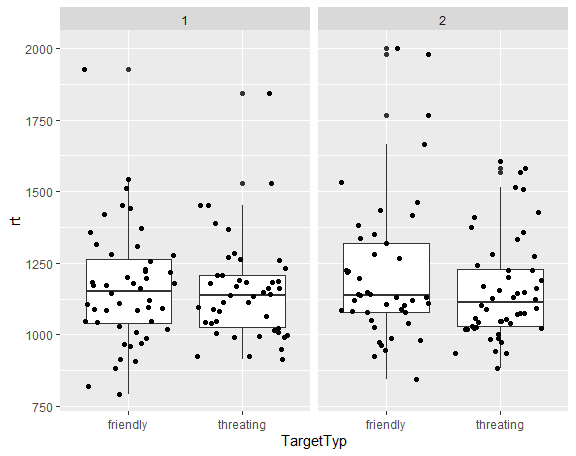 1
2
2000
1750
1500
1250
1000
750
rt
friendly
threating
friendly
threating
TargetTyp